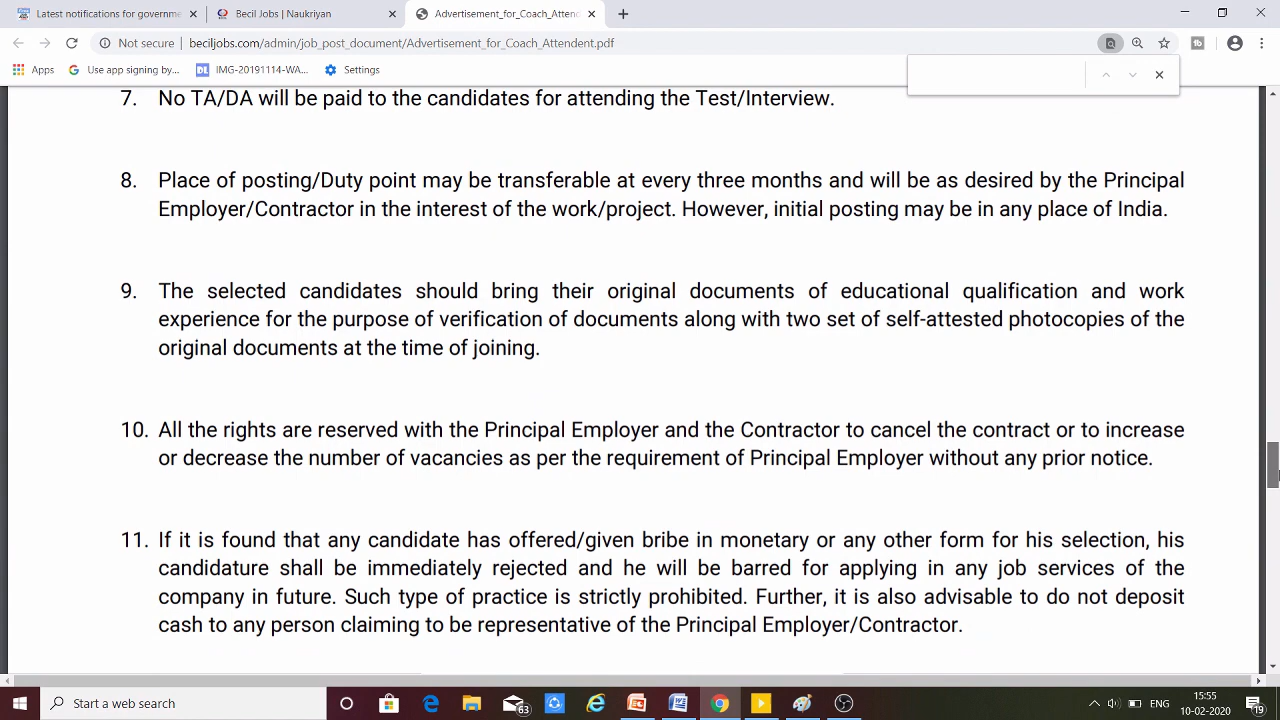 Latest notifications for governme
Becil Jobs | Naukriyan
Advertisement_for_Coach_Attend
Not secure | beciljobs.com/admin/job_post_document/Advertisement_for_Coach_Attendent.pdf
Apps
Use app signing by...
DL IMG-20191114-WA...
Settings
7. No TA/DA will be paid to the candidates for attending the Test/Interview.
8. Place of posting/Duty point may be transferable at every three months and will be as desired by the Principal
Employer/Contractor in the interest of the work/project. However, initial posting may be in any place of India.
9. The selected candidates should bring their original documents of educational qualification and work
experience for the purpose of verification of documents along with two set of self-attested photocopies of the
original documents at the time of joining.
10. All the rights are reserved with the Principal Employer and the Contractor to cancel the contract or to increase
or decrease the number of vacancies as per the requirement of Principal Employer without any prior notice.
11. If it is found that any candidate has offered/given bribe in monetary or any other form for his selection, his
candidature shall be immediately rejected and he will be barred for applying in any job services of the
company in future. Such type of practice is strictly prohibited. Further, it is also advisable to do not deposit
cash to any person claiming to be representative of the Principal Employer/Contractor.
Start a web search
63
ENG
15:55
10-02-2020
19